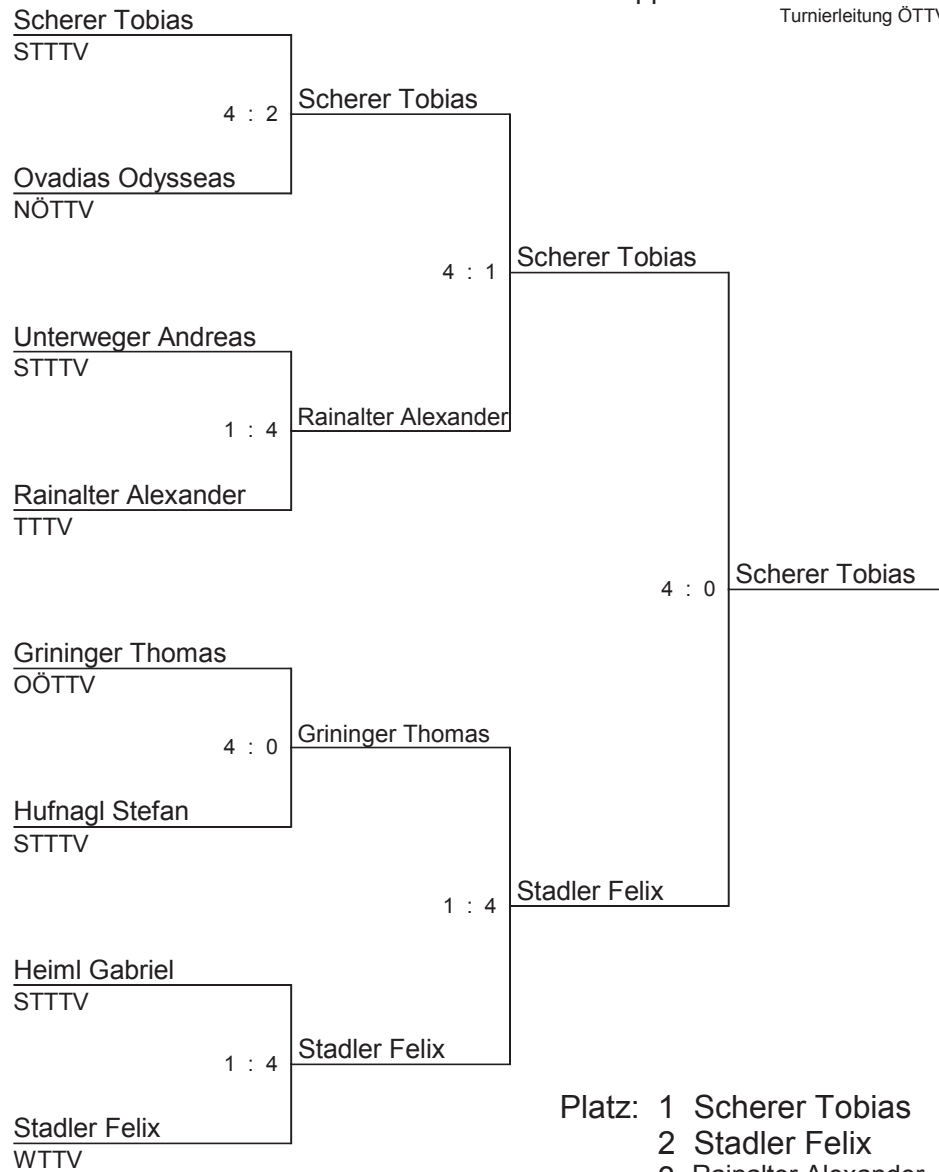 Scherer Tobias
Turnierleitung
STTTV
4 : 2 Scherer Tobias
Ovadias Odysseas
NÖTTV
4 : 1 Scherer Tobias
Unterweger Andreas
STTTV
1 : 4 Rainalter Alexander
Rainalter Alexander
TTTV
4 : 0 Scherer Tobias
Grininger Thomas
OÖTTV
4 : 0 Grininger Thomas
Hufnagl Stefan
STTTV
1 : 4 Stadler Felix
Heiml Gabriel
STTTV
1 : 4 Stadler Felix
Platz: 1 Scherer Tobias
Stadler Felix
2 Stadler Felix
WTTV
Rainalter Alexander